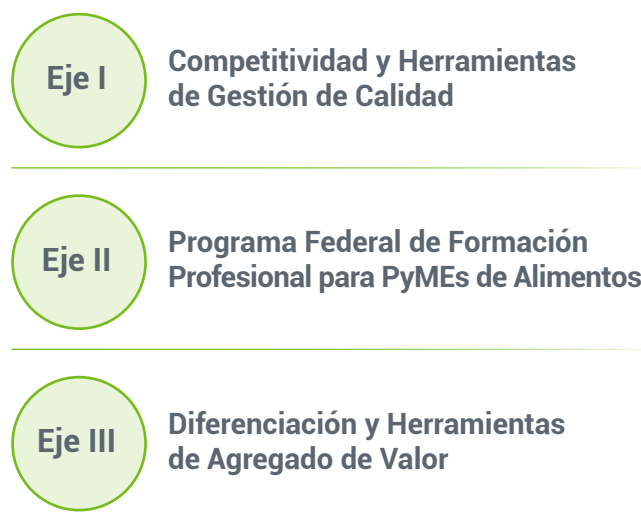 Eje I
Competitividad y Herramientas
de Gestión de Calidad
Eje II
Programa Federal de Formación
Profesional para PyMEs de Alimentos
Eje III
Diferenciación y Herramientas
de Agregado de Valor